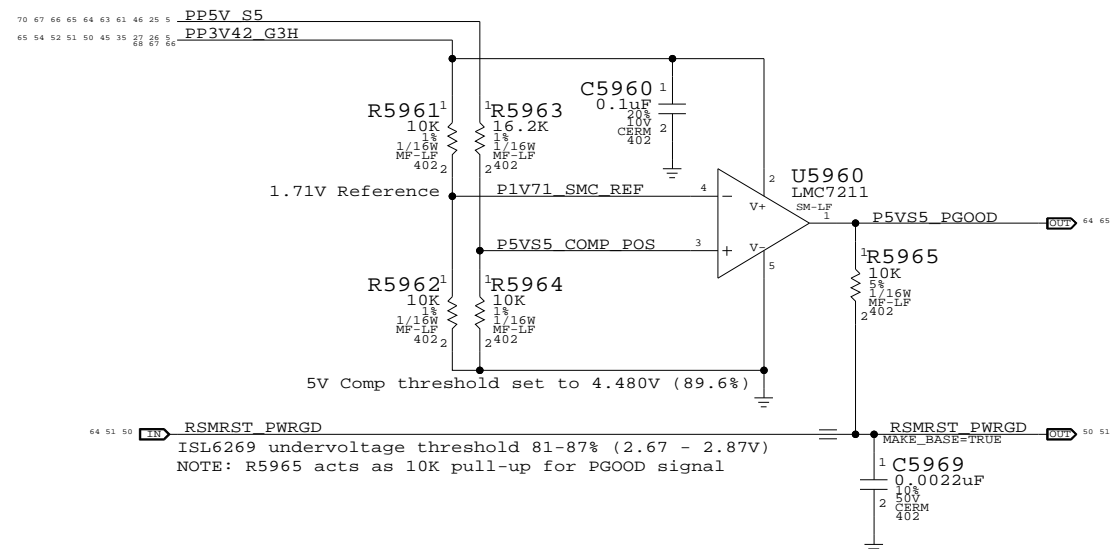 70 67 66 65 64 63 61 46 25 5 PP5V_S5
65 54 52 51 50 45 35 27 26 5 PP3V42_G3H
68 67 66
C5960 1
0.1uF
20%
10V
CERM
402
2
R5961 1
10K
1%
1/16W
MF-LF
402 2
1 R5963
16.2K
1%
1/16W
MF-LF
2 402
1.71V Reference
P1V71_SMC_REF 4
P5VS5_COMP_POS 3
U5960
LMC7211
SM-LF
2
V+
V-
5
1
P5VS5_PGOOD OUT 64 65
R5962 1
10K
1%
1/16W
MF-LF
402 2
1 R5964
10K
1%
1/16W
MF-LF
2 402
1 R5965
10K
5%
1/16W
MF-LF
2 402
5V Comp threshold set to 4.480V (89.6%)
64 51 50 IN RSMRST_PWRGD
RSMRST_PWRGD OUT 50 51
MAKE_BASE=TRUE
ISL6269 undervoltage threshold 81-87% (2.67 - 2.87V)
NOTE: R5965 acts as 10K pull-up for PGOOD signal
1 C5969
0.0022uF
10%
50V
2 CERM
402